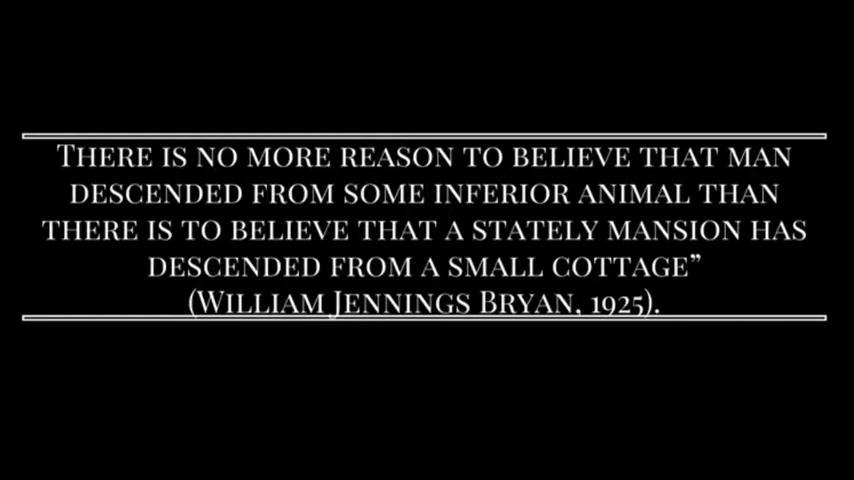 There is no more reason to believe that man
descended from some inferior animal than
there is to believe that a stately mansion has
descended from a small cottage”
(William Jennings Bryan, 1925).